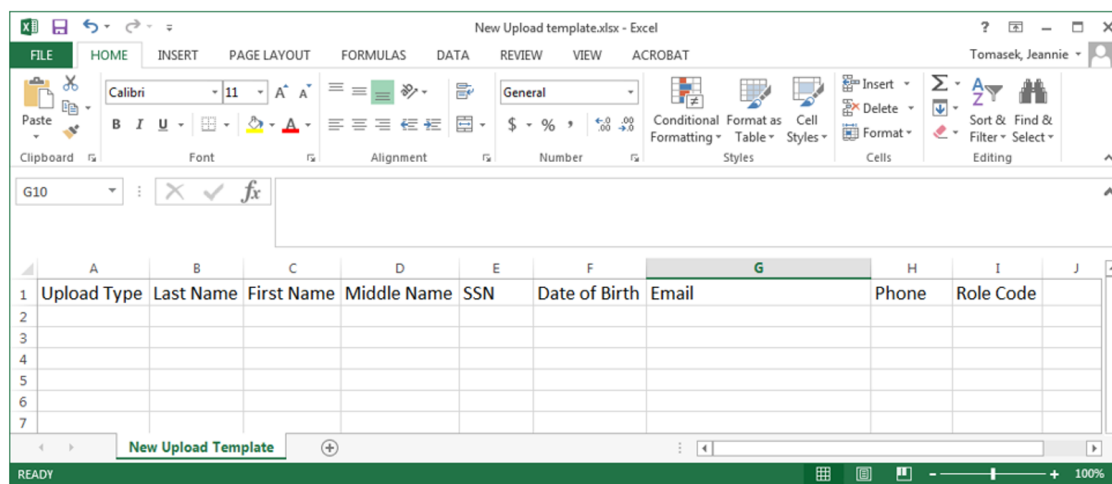 New Upload template.xlsx - Excel
FILE HOME INSERT PAGE LAYOUT FORMULAS DATA REVIEW VIEW ACROBAT Tomasek, Jeannie
Paste
Calibri 11
B I U
General
$ % ,
Conditional Formatting
Format as Table
Cell Styles
Insert
Delete
Format
Sort & Filter
Find & Select
Clipboard Font Alignment Number Styles Cells Editing
G10 fx
A B C D E F G H I J
1 Upload Type Last Name First Name Middle Name SSN Date of Birth Email Phone Role Code
2
3
4
5
6
7
New Upload Template
READY 100%